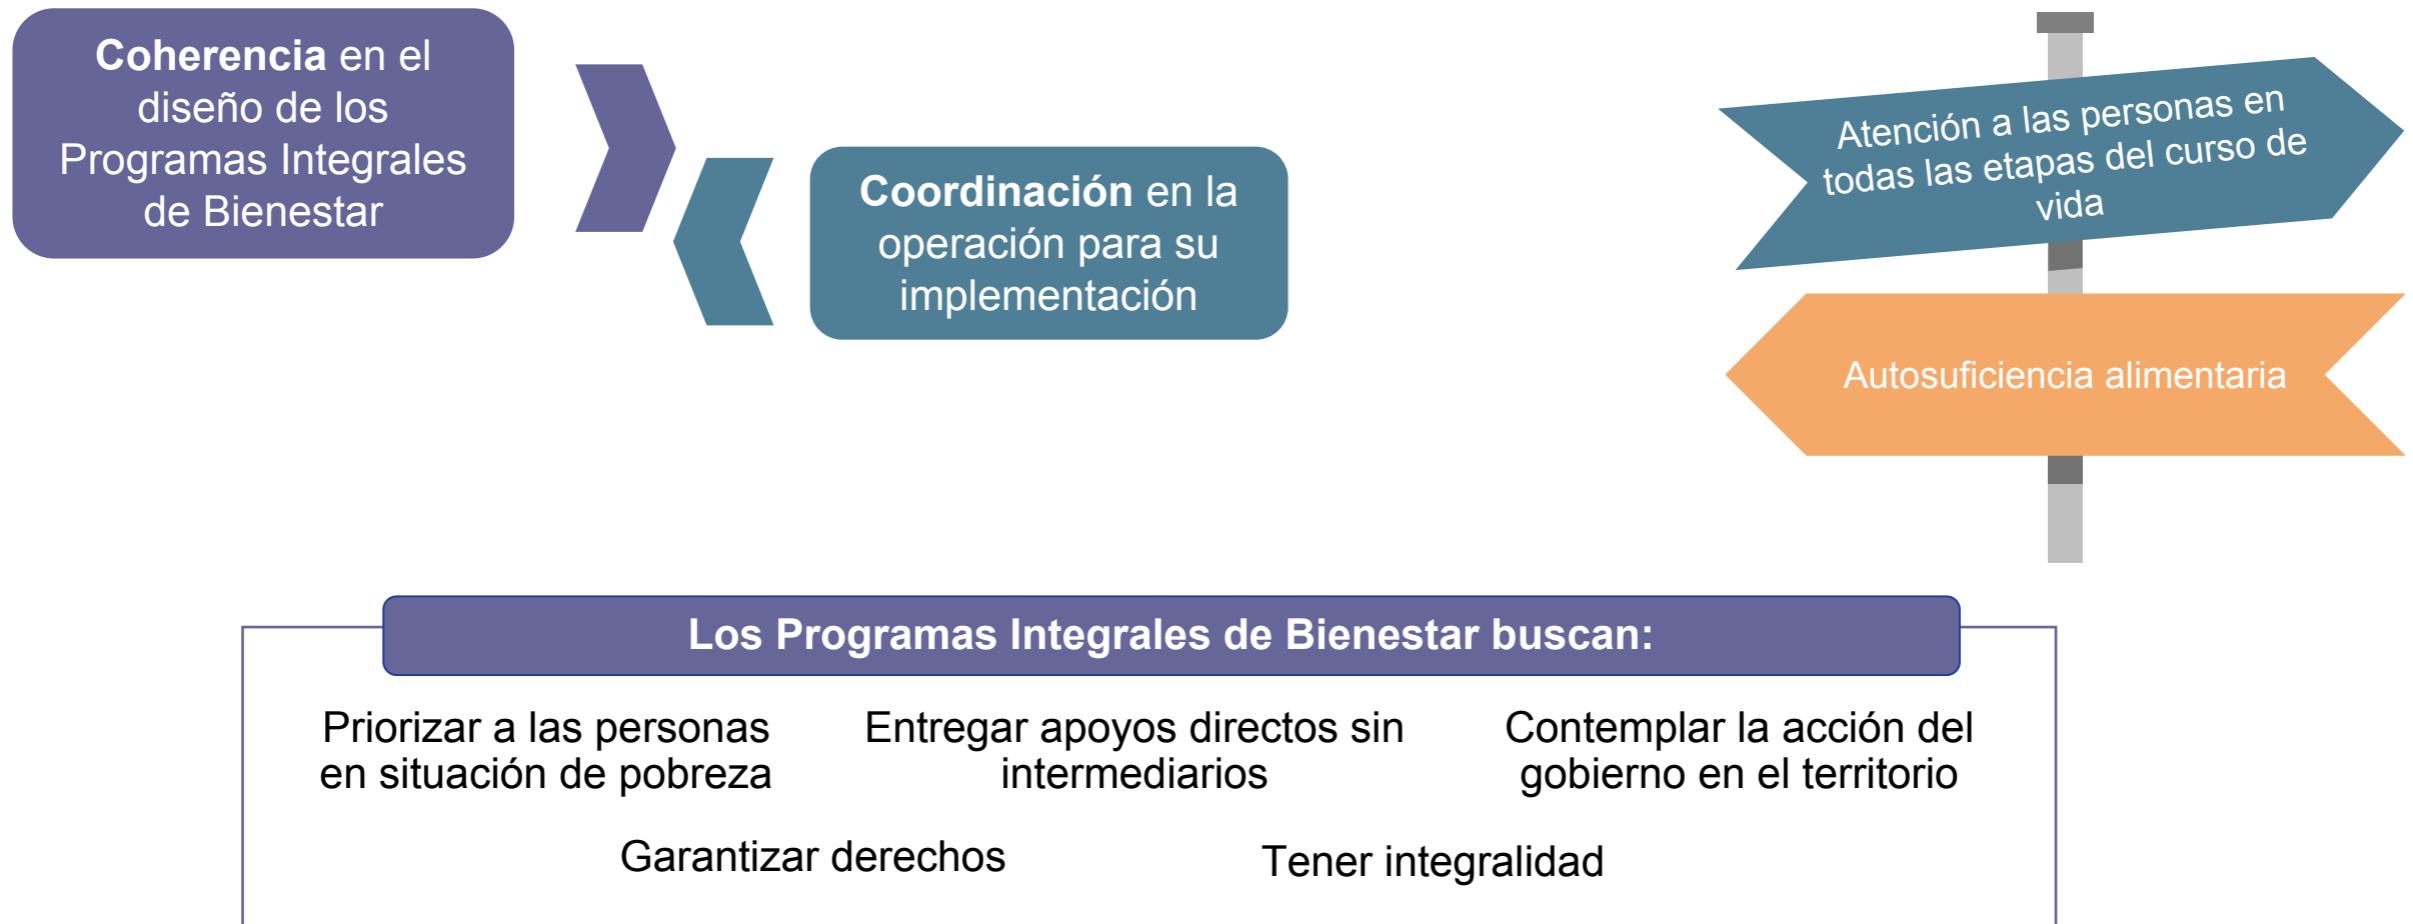 Coherencia en el
diseño de los
Programas Integrales
de Bienestar
Coordinación en la
operación para su
implementación
Atención a las personas en
todas las etapas del curso de
vida
Autosuficiencia alimentaria
Los Programas Integrales de Bienestar buscan:
Priorizar a las personas
en situación de pobreza
Entregar apoyos directos sin
intermediarios
Contemplar la acción del
gobierno en el territorio
Garantizar derechos
Tener integralidad